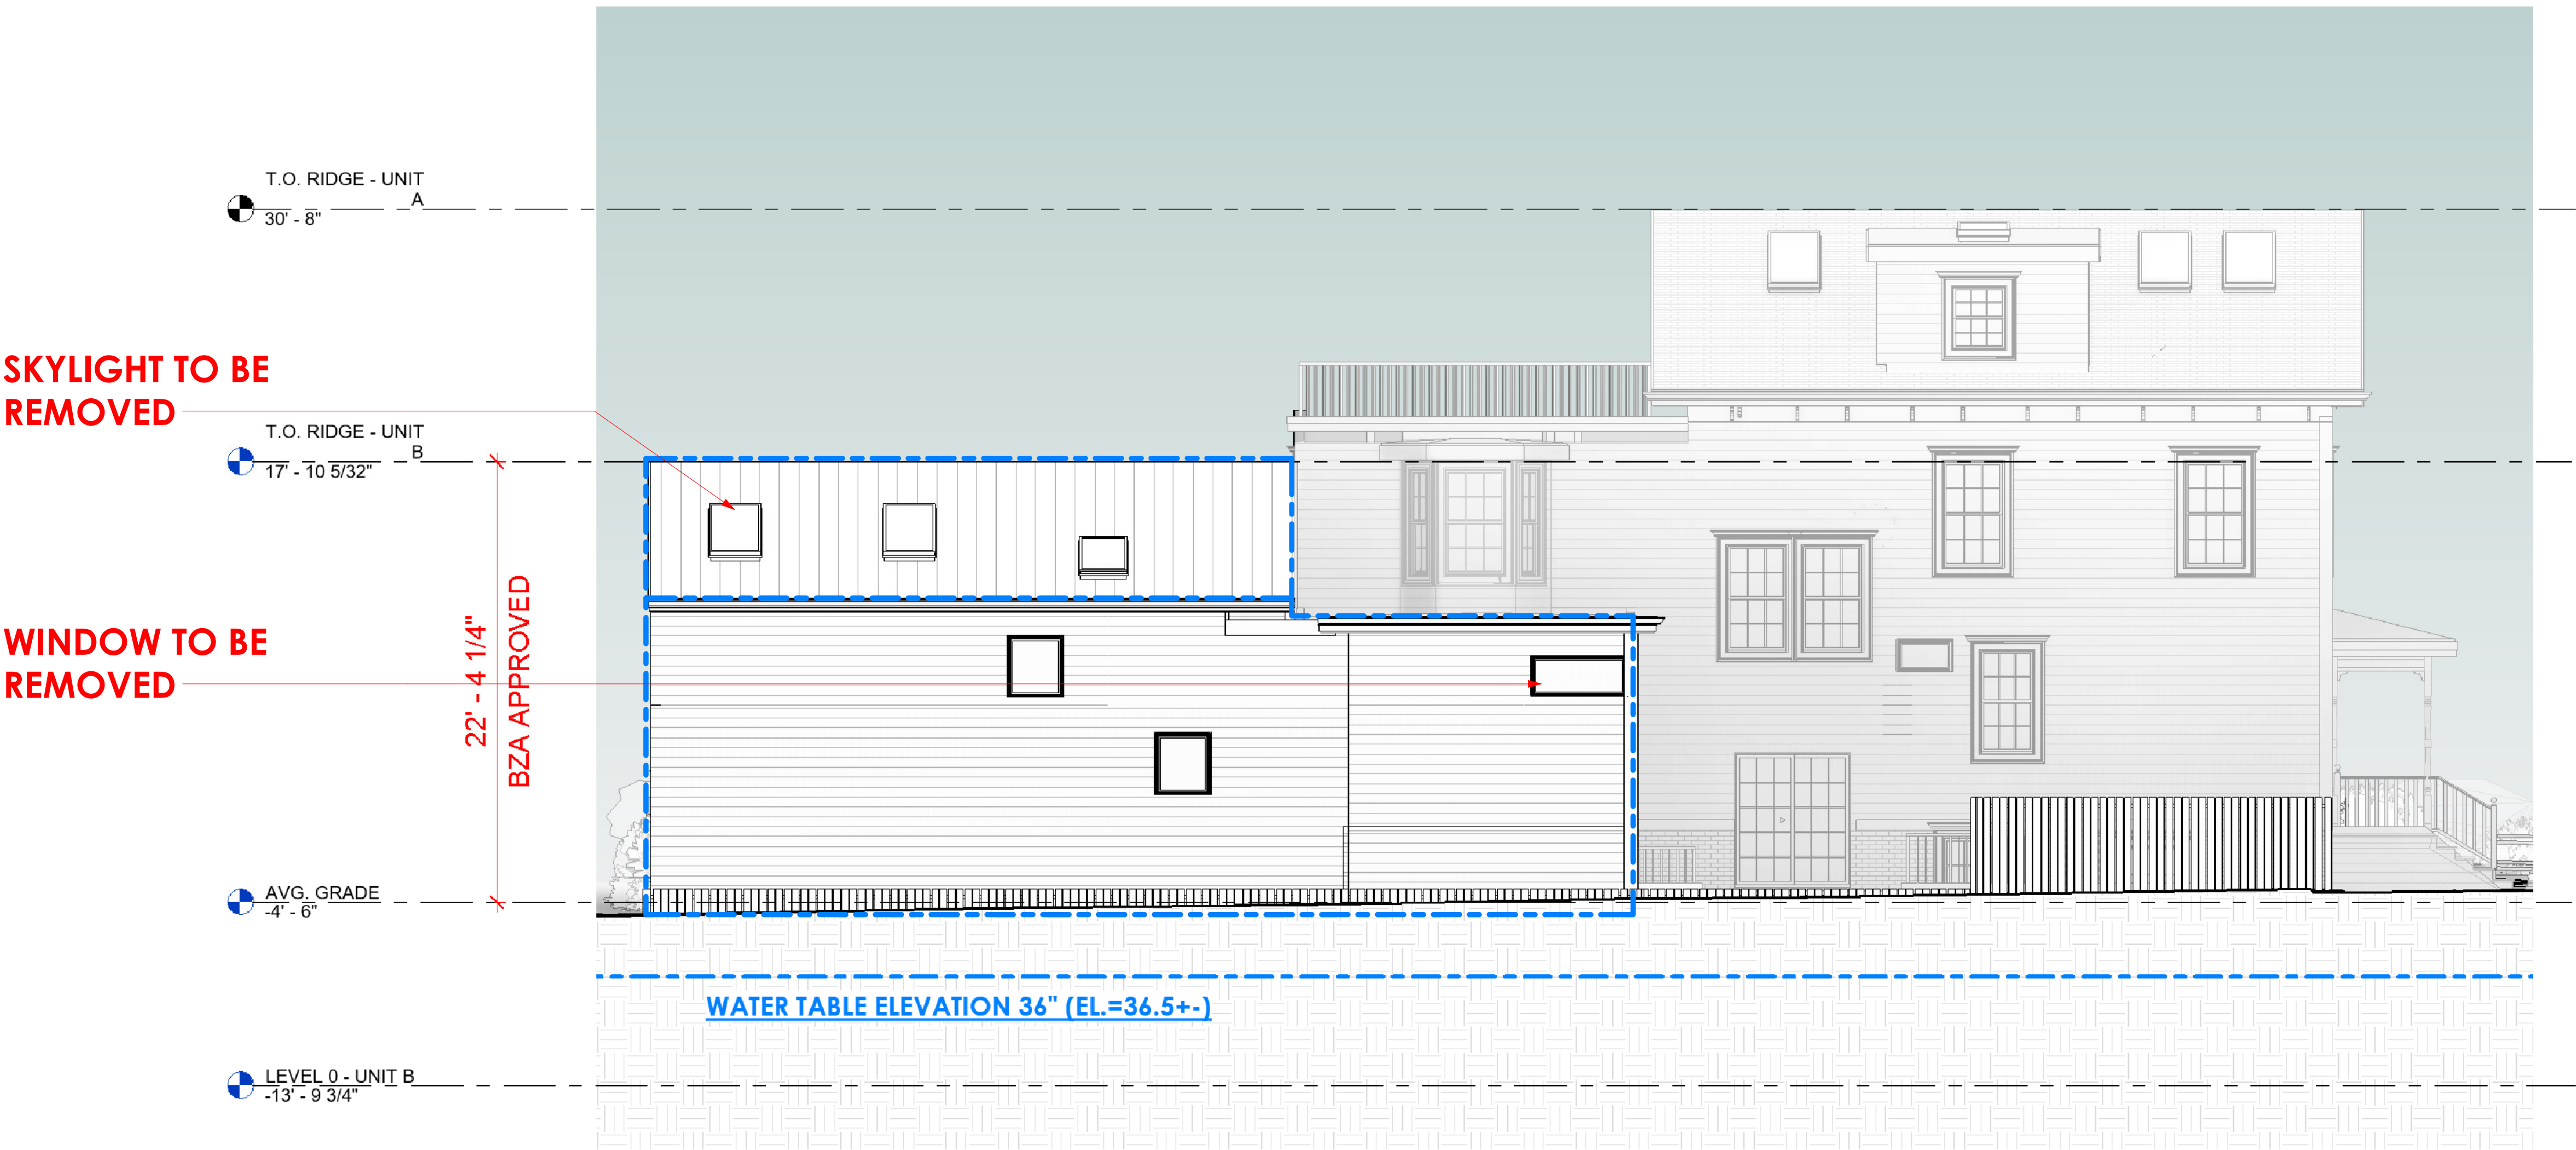 T.O. RIDGE - UNIT
A
30' - 8"
SKYLIGHT TO BE
REMOVED
T.O. RIDGE - UNIT
B
17' - 10 5/32"
WINDOW TO BE
REMOVED
22' - 4 1/4"
BZA APPROVED
AVG. GRADE
-4' - 6"
WATER TABLE ELEVATION 36" (EL.=36.5+-)
LEVEL 0 - UNIT B
-13' - 9 3/4"